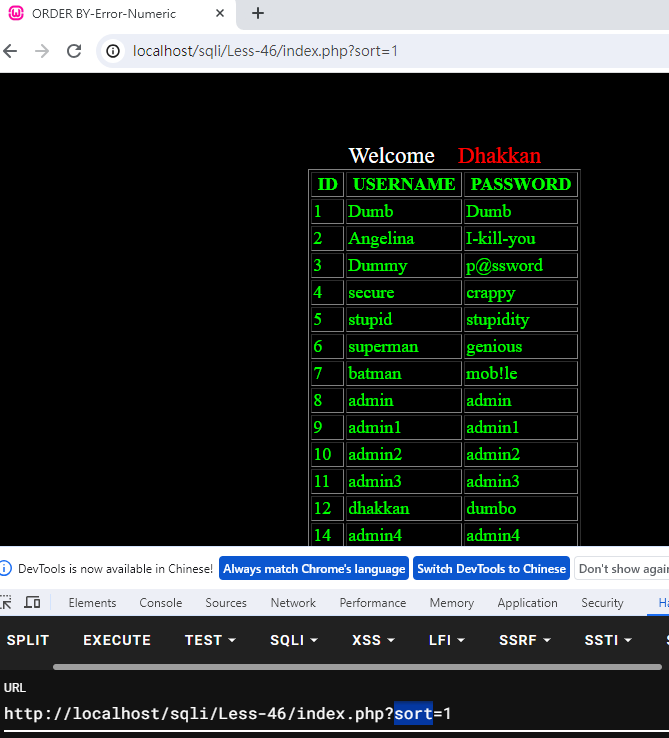 ORDER BY-Error-Numeric
localhost/sqli/Less-46/index.php?sort=1
Welcome Dhakkan
ID USERNAME PASSWORD
1 Dumb Dumb
2 Angelina I-kill-you
3 Dummy p@ssword
4 secure crappy
5 stupid stupidity
6 superman genious
7 batman mob!le
8 admin admin
9 admin1 admin1
10 admin2 admin2
11 admin3 admin3
12 dhakkan dumbo
14 admin4 admin4
DevTools is now available in Chinese! Always match Chrome's language Switch DevTools to Chinese Don't show again
Elements Console Sources Network Performance Memory Application Security Ha
SPLIT EXECUTE TEST SQLI XSS LFI SSRF SSTI
URL
http://localhost/sqli/Less-46/index.php?sort=1